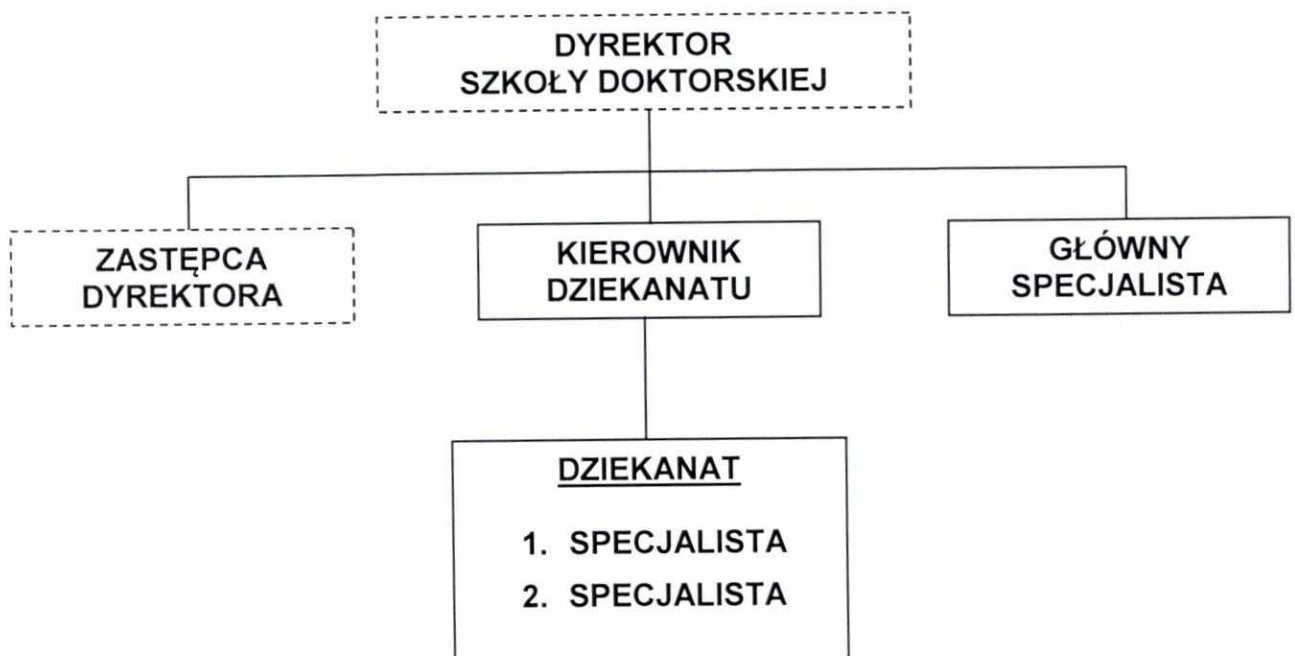 DYREKTOR
SZKOŁY DOKTORSKIEJ
ZASTĘPCA
DYREKTORA
KIEROWNIK
DZIEKANATU
GŁÓWNY
SPECJALISTA
DZIEKANAT
1. SPECJALISTA
2. SPECJALISTA